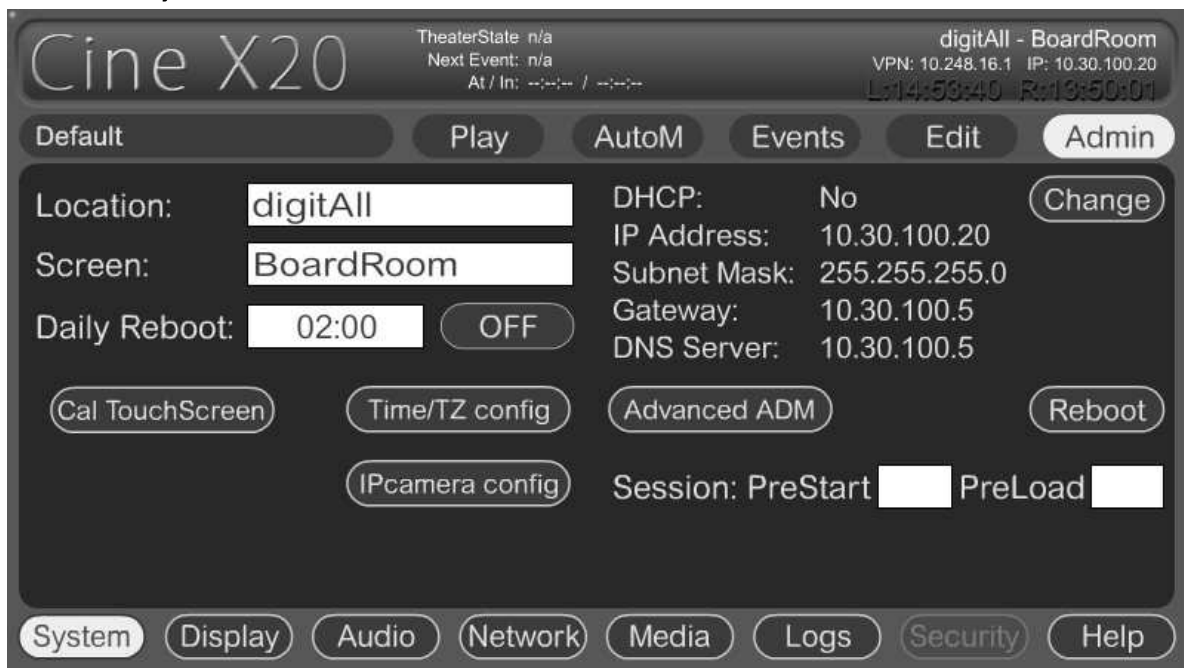 Cine X20
TheaterState n/a
Next Event: n/a
At / In: --:--:-- / --:--:--
digitAll - BoardRoom
VPN: 10.248.16.1 IP: 10.30.100.20
L:14:53:40 R:13:50:01
Default
Play
AutoM
Events
Edit
Admin
Location:
digitAll
Screen:
BoardRoom
Daily Reboot:
02:00
OFF
DHCP: No
Change
IP Address: 10.30.100.20
Subnet Mask: 255.255.255.0
Gateway: 10.30.100.5
DNS Server: 10.30.100.5
Cal TouchScreen
Time/TZ config
Advanced ADM
Reboot
IPcamera config
Session: PreStart
PreLoad
System
Display
Audio
Network
Media
Logs
Security
Help